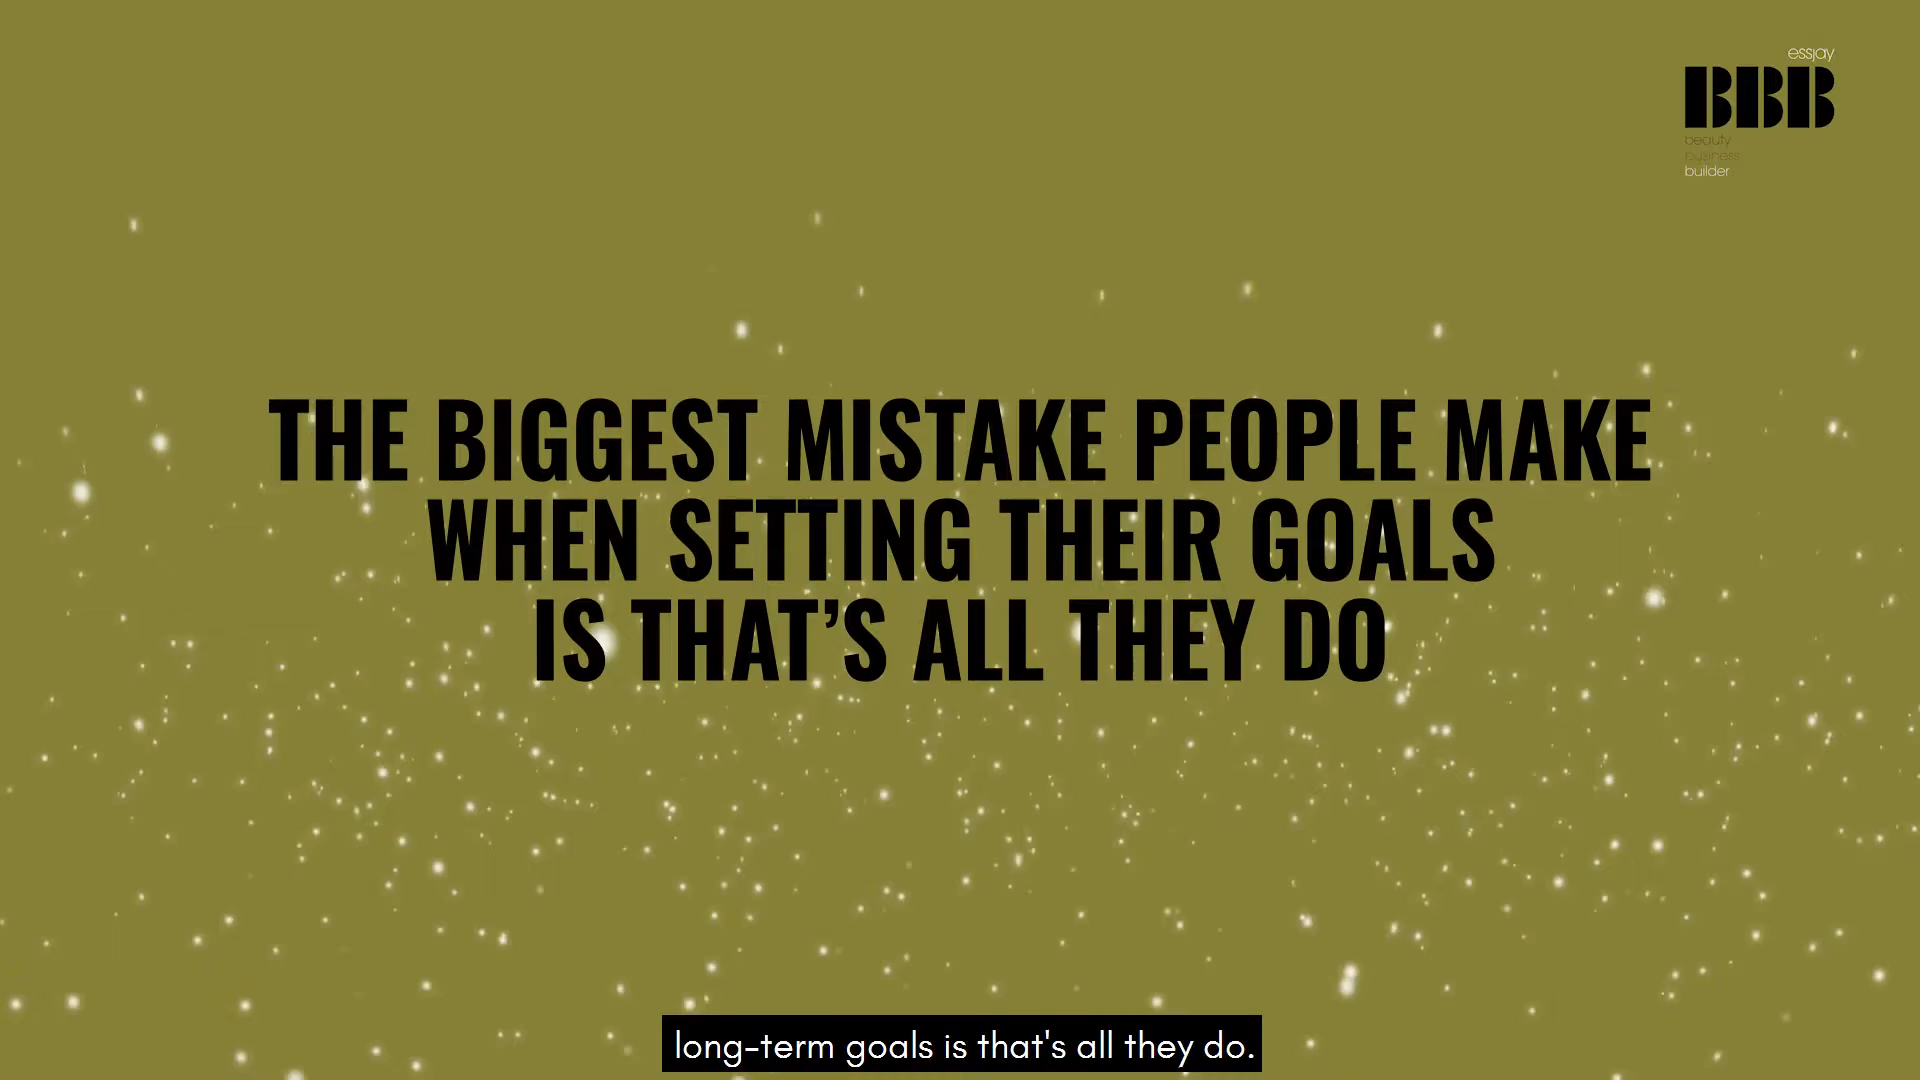 essjay
BBB
beauty
business
builder
THE BIGGEST MISTAKE PEOPLE MAKE
WHEN SETTING THEIR GOALS
IS THAT’S ALL THEY DO
long-term goals is that's all they do.